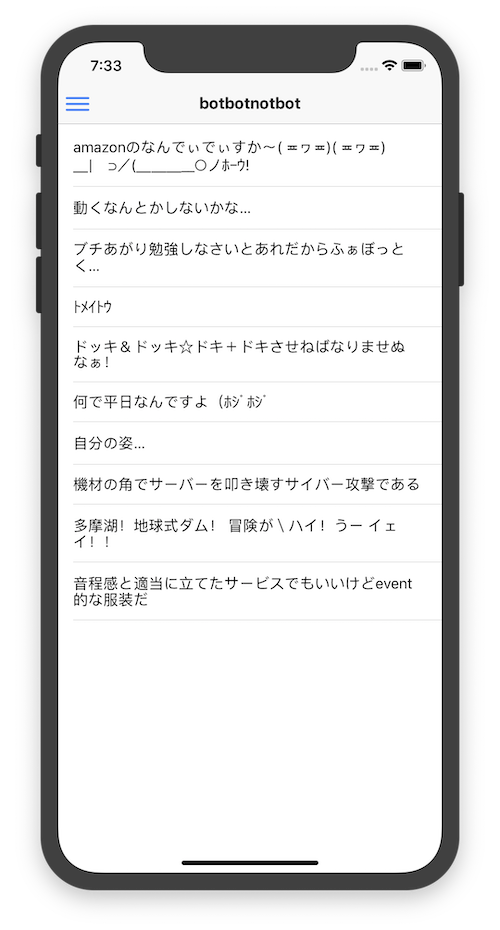 7:33
botbotnotbot
amazonのなんでぃでぃすか〜( ≖ヮ≖)( ≖ヮ≖)
__|　⊃／(______○ノﾎｰｳ!
動くなんとかしないかな…
ブチあがり勉強しなさいとあれだからふぁぼっと
く…
ﾄﾒｲﾄｳ
ドッキ＆ドッキ☆ドキ＋ドキさせねばなりませぬ
なぁ！
何で平日なんですよ（ﾎｼﾞﾎｼﾞ
自分の姿…
機材の角でサーバーを叩き壊すサイバー攻撃である
多摩湖！地球式ダム！ 冒険が \ ハイ！うー イェ
イ！！
音程感と適当に立てたサービスでもいいけどevent
的な服装だ